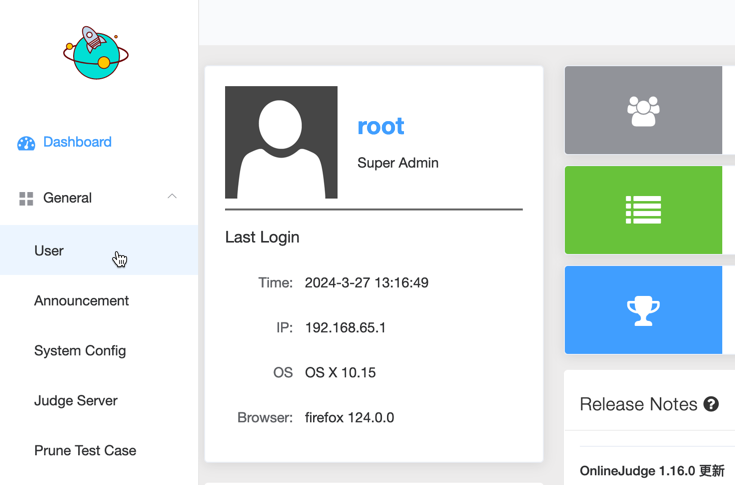 Dashboard
General
User
Announcement
System Config
Judge Server
Prune Test Case
root
Super Admin
Last Login
Time: 2024-3-27 13:16:49
IP: 192.168.65.1
OS OS X 10.15
Browser: firefox 124.0.0
Release Notes
OnlineJudge 1.16.0 更新